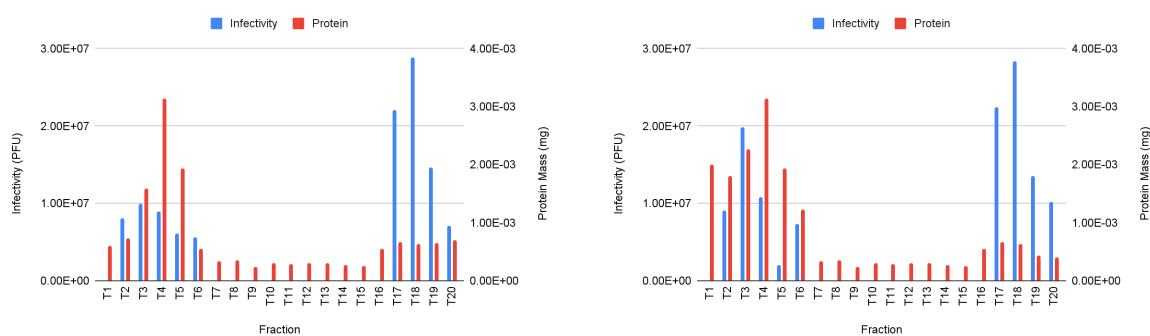 Infectivity Protein
3.00E+07 4.00E-03
3.00E-03
2.00E+07
2.00E-03
1.00E+07
1.00E-03
0.00E+00 0.00E+00
Infectivity (PFU)
Protein Mass (mg)
T1 T2 T3 T4 T5 T6 T7 T8 T9 T10 T11 T12 T13 T14 T15 T16 T17 T18 T19 T20
Fraction
Infectivity Protein
3.00E+07 4.00E-03
3.00E-03
2.00E+07
2.00E-03
1.00E+07
1.00E-03
0.00E+00 0.00E+00
Infectivity (PFU)
Protein Mass (mg)
T1 T2 T3 T4 T5 T6 T7 T8 T9 T10 T11 T12 T13 T14 T15 T16 T17 T18 T19 T20
Fraction